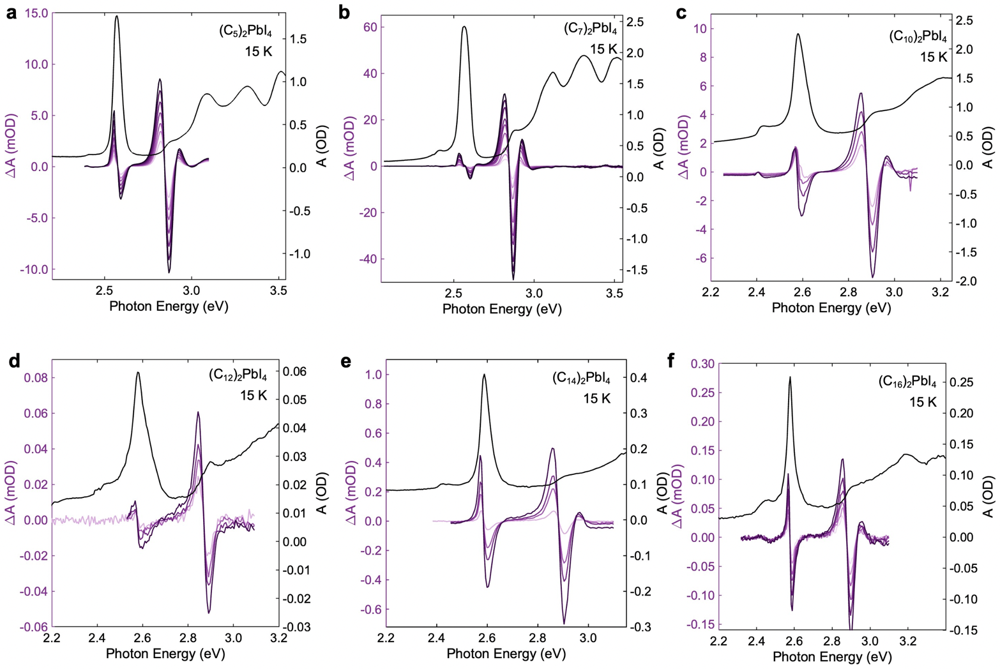 a
(C5)2PbI4
15 K
15.0
10.0
5.0
0.0
-5.0
-10.0
ΔA (mOD)
1.5
1.0
0.5
0.0
-0.5
-1.0
A (OD)
2.5 3.0 3.5
Photon Energy (eV)
b
(C7)2PbI4
15 K
60
40
20
0
-20
-40
ΔA (mOD)
2.5
2.0
1.5
1.0
0.5
0.0
-0.5
-1.0
-1.5
A (OD)
2.5 3.0 3.5
Photon Energy (eV)
c
(C10)2PbI4
15 K
10
8
6
4
2
0
-2
-4
-6
ΔA (mOD)
2.5
2.0
1.5
1.0
0.5
0.0
-0.5
-1.0
-1.5
-2.0
A (OD)
2.2 2.4 2.6 2.8 3.0 3.2
Photon Energy (eV)
d
(C12)2PbI4
15 K
0.08
0.06
0.04
0.02
0.00
-0.02
-0.04
-0.06
ΔA (mOD)
0.06
0.05
0.04
0.03
0.02
0.01
0.00
-0.01
-0.02
-0.03
A (OD)
2.2 2.4 2.6 2.8 3.0 3.2
Photon Energy (eV)
e
(C14)2PbI4
15 K
1.0
0.8
0.6
0.4
0.2
0.0
-0.2
-0.4
-0.6
ΔA (mOD)
0.4
0.3
0.2
0.1
0.0
-0.1
-0.2
-0.3
A (OD)
2.2 2.4 2.6 2.8 3.0
Photon Energy (eV)
f
(C16)2PbI4
15 K
0.30
0.25
0.20
0.15
0.10
0.05
0.00
-0.05
-0.10
-0.15
ΔA (mOD)
0.25
0.20
0.15
0.10
0.05
0.00
-0.05
-0.10
-0.15
A (OD)
2.2 2.4 2.6 2.8 3.0 3.2
Photon Energy (eV)